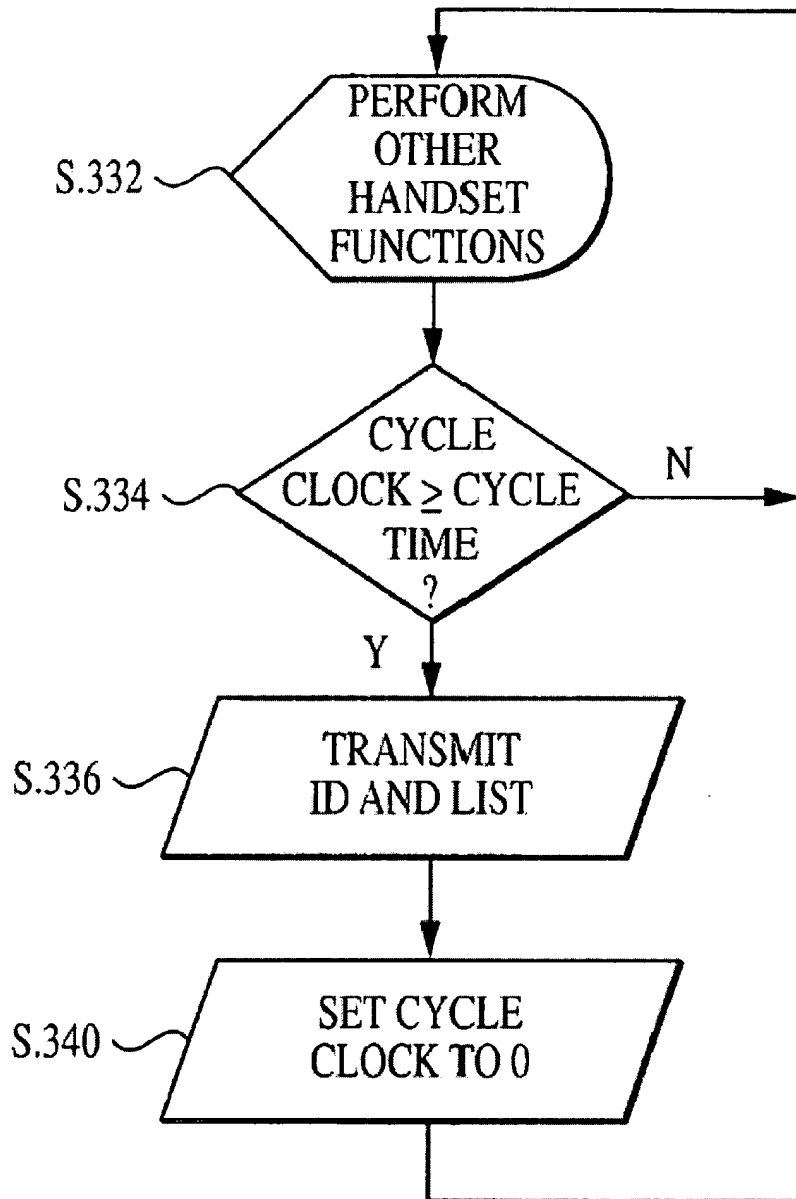 PERFORM
OTHER
S.332 HANDSET
FUNCTIONS
CYCLE
S.334 CLOCK ≥ CYCLE N
TIME
?
Y
TRANSMIT
S.336 ID AND LIST
SET CYCLE
S.340 CLOCK TO 0